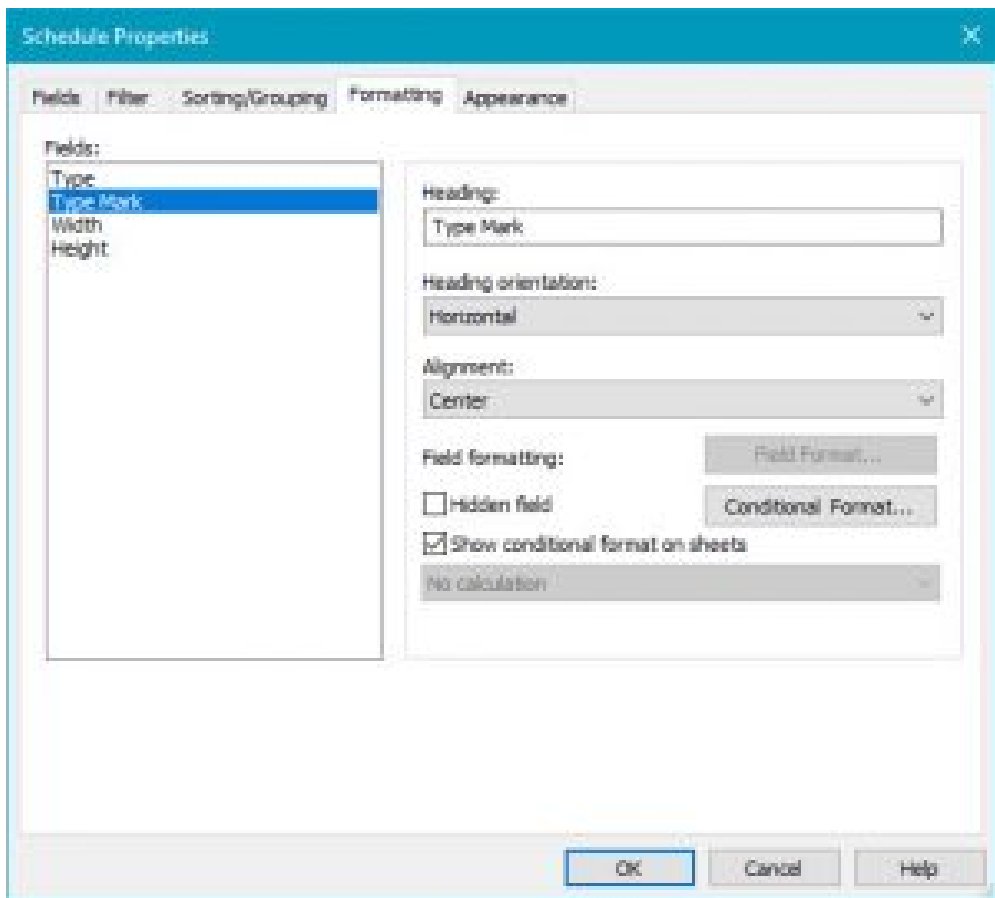 Schedule Properties
Fields Filter Sorting/Grouping Formatting Appearance
Fields:
Type
Type Mark
Width
Height
Heading:
Type Mark
Heading orientation:
Horizontal
Alignment:
Center
Field formatting:
Field Format...
Hidden field
Conditional Format...
Show conditional format on sheets
No calculation
OK Cancel Help